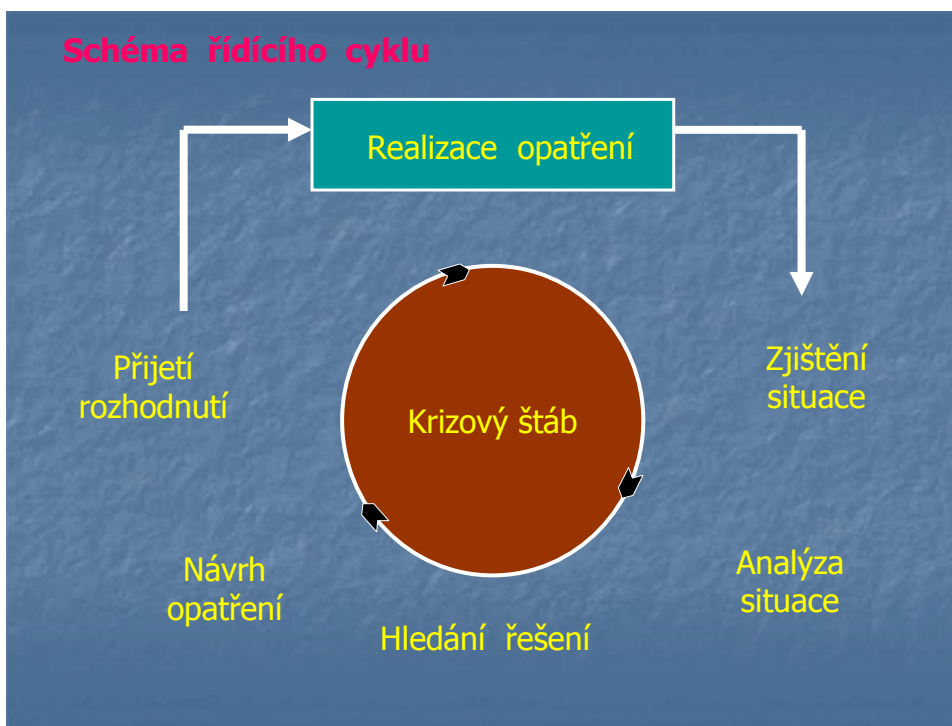 Schéma řídícího cyklu
Realizace opatření
Přijetí
rozhodnutí
Zjištění
situace
Krizový štáb
Návrh
opatření
Analýza
situace
Hledání řešení